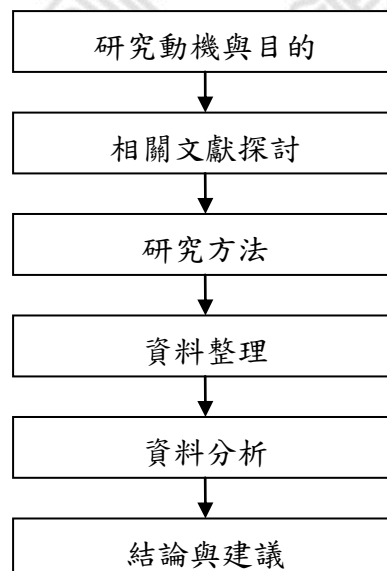 研究動機與目的
相關文獻探討
研究方法
資料整理
資料分析
結論與建議